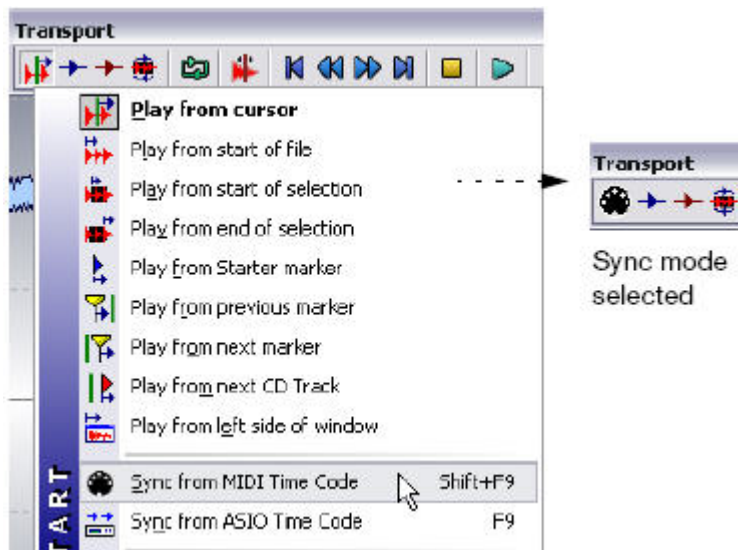 Transport
Play from cursor
Play from start of file
Play from start of selection
Play from end of selection
Play from Starter marker
Play from previous marker
Play from next marker
Play from next CD Track
Play from left side of window
Sync from MIDI Time Code Shift+F9
Sync from ASIO Time Code F9
TART
Transport
Sync mode
selected